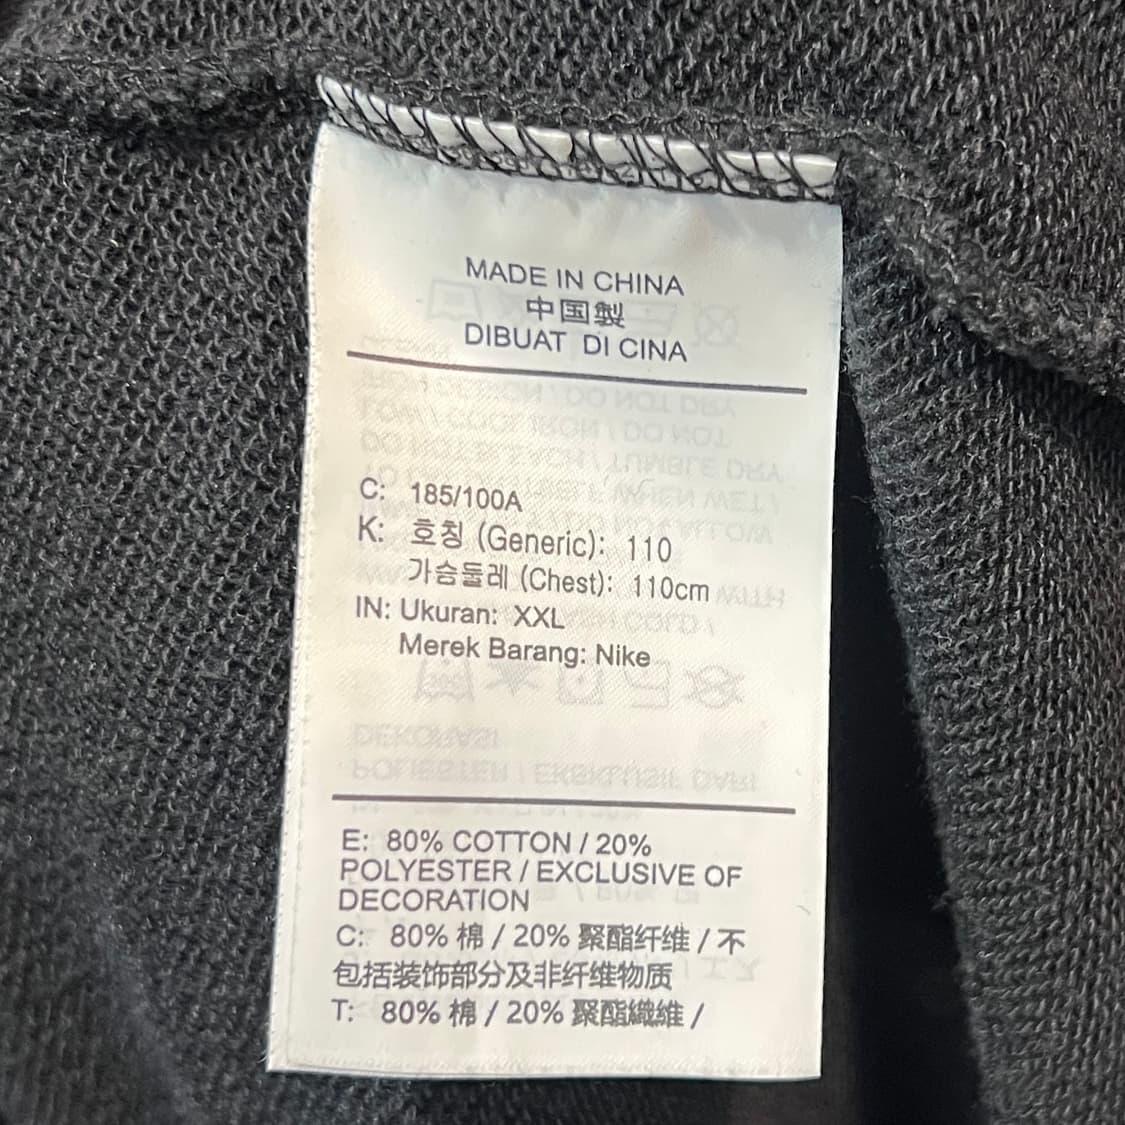 MADE IN CHINA
中国製
DIBUAT DI CINA
C: 185/100A
K: 호칭 (Generic): 110
가슴둘레 (Chest): 110cm
IN: Ukuran: XXL
Merek Barang: Nike
E: 80% COTTON / 20%
POLYESTER / EXCLUSIVE OF
DECORATION
C: 80% 棉 / 20% 聚酯纤维 / 不
包括装饰部分及非纤维物质
T: 80% 棉 / 20% 聚酯纖維 /